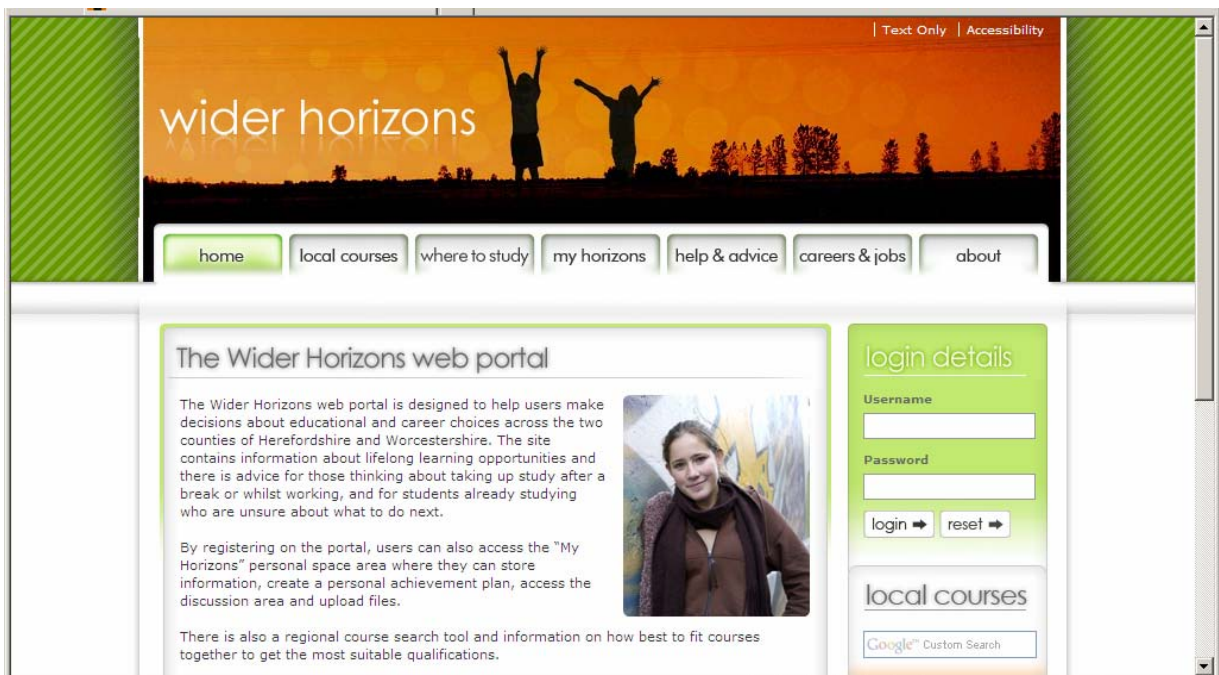 Text Only | Accessibility
wider horizons
home
local courses
where to study
my horizons
help & advice
careers & jobs
about
The Wider Horizons web portal
The Wider Horizons web portal is designed to help users make
decisions about educational and career choices across the two
counties of Herefordshire and Worcestershire. The site
contains information about lifelong learning opportunities and
there is advice for those thinking about taking up study after a
break or whilst working, and for students already studying
who are unsure about what to do next.
By registering on the portal, users can also access the “My
Horizons” personal space area where they can store
information, create a personal achievement plan, access the
discussion area and upload files.
There is also a regional course search tool and information on how best to fit courses
together to get the most suitable qualifications.
login details
Username
Password
login
reset
local courses
Google™ Custom Search